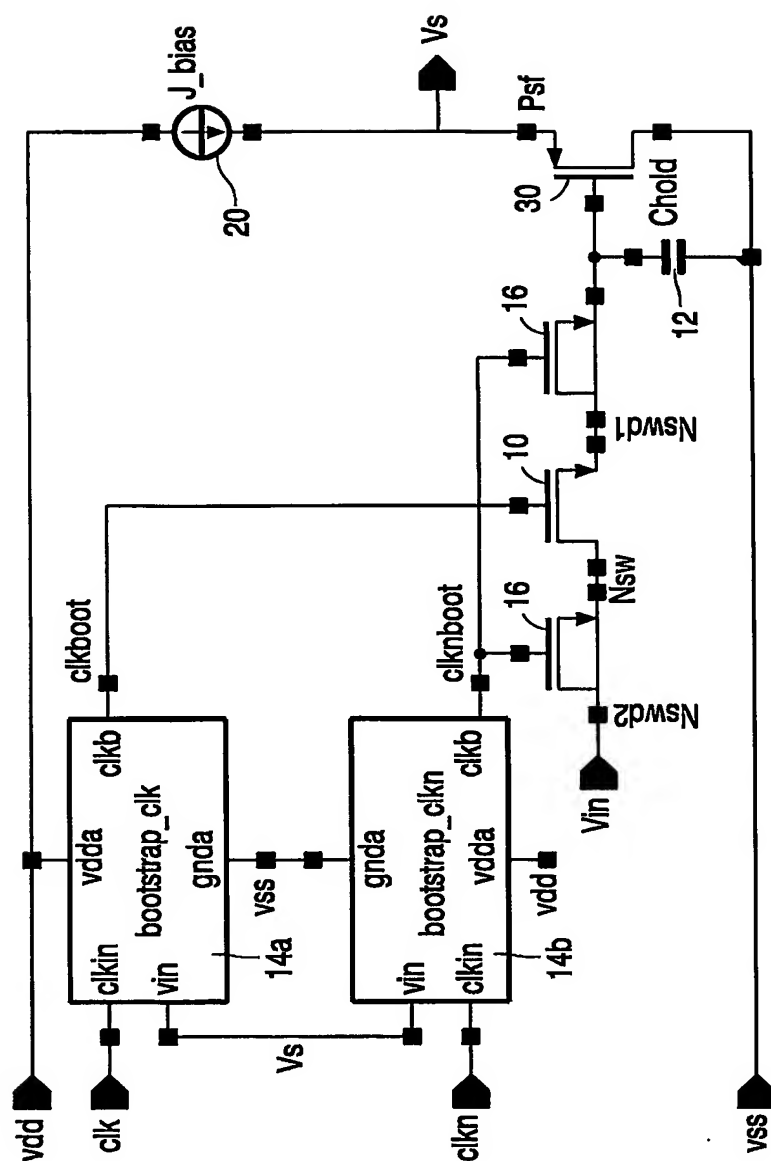 vdd
clk
clkn
vss
clkin
vdda
bootstrap_clk
vin
gnda
clkb
14a
Vs
vss
vin
gnda
bootstrap_clkn
clkin
vdda
clkb
14b
vdd
clkboot
clknboot
Vin
Nswd2
16
Nsw
10
Nswd1
16
12
Chold
30
Psf
Vs
20
J_bias